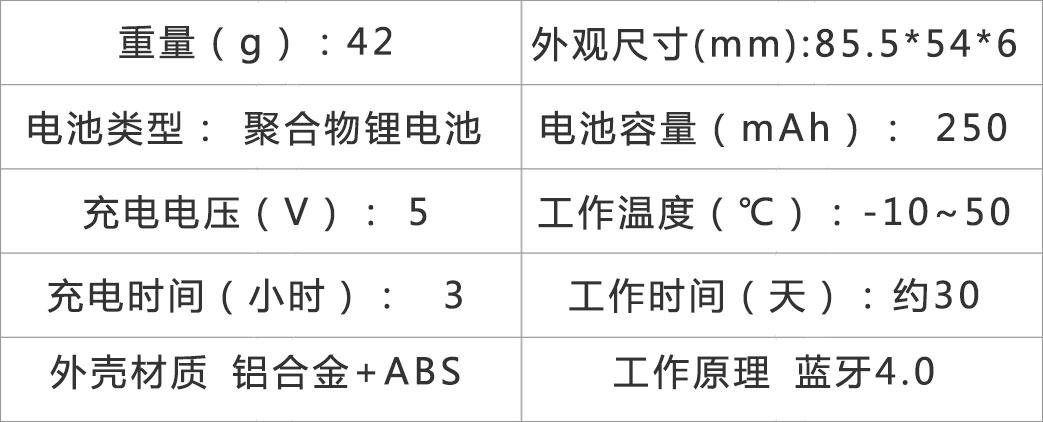 重量（g）：42
外观尺寸(mm):85.5*54*6
电池类型： 聚合物锂电池
电池容量（mAh）： 250
充电电压（V）： 5
工作温度（℃）：-10~50
充电时间（小时）： 3
工作时间（天）：约30
外壳材质 铝合金+ABS
工作原理 蓝牙4.0